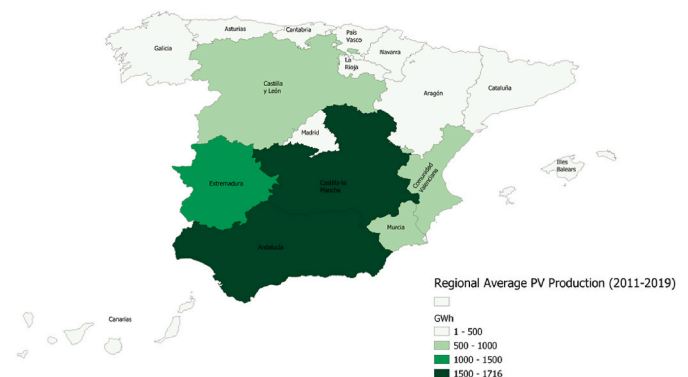 Asturias
Cantabria
País
Vasco
Galicia
Navarra
La
Rioja
Castilla
y León
Cataluña
Aragón
Madrid
Illes
Balears
Extremadura
Castilla-la
Mancha
Comunidad
Valenciana
Murcia
Andalucía
Regional Average PV Production (2011-2019)
GWh
1 - 500
500 - 1000
1000 - 1500
1500 - 1716
Canarias